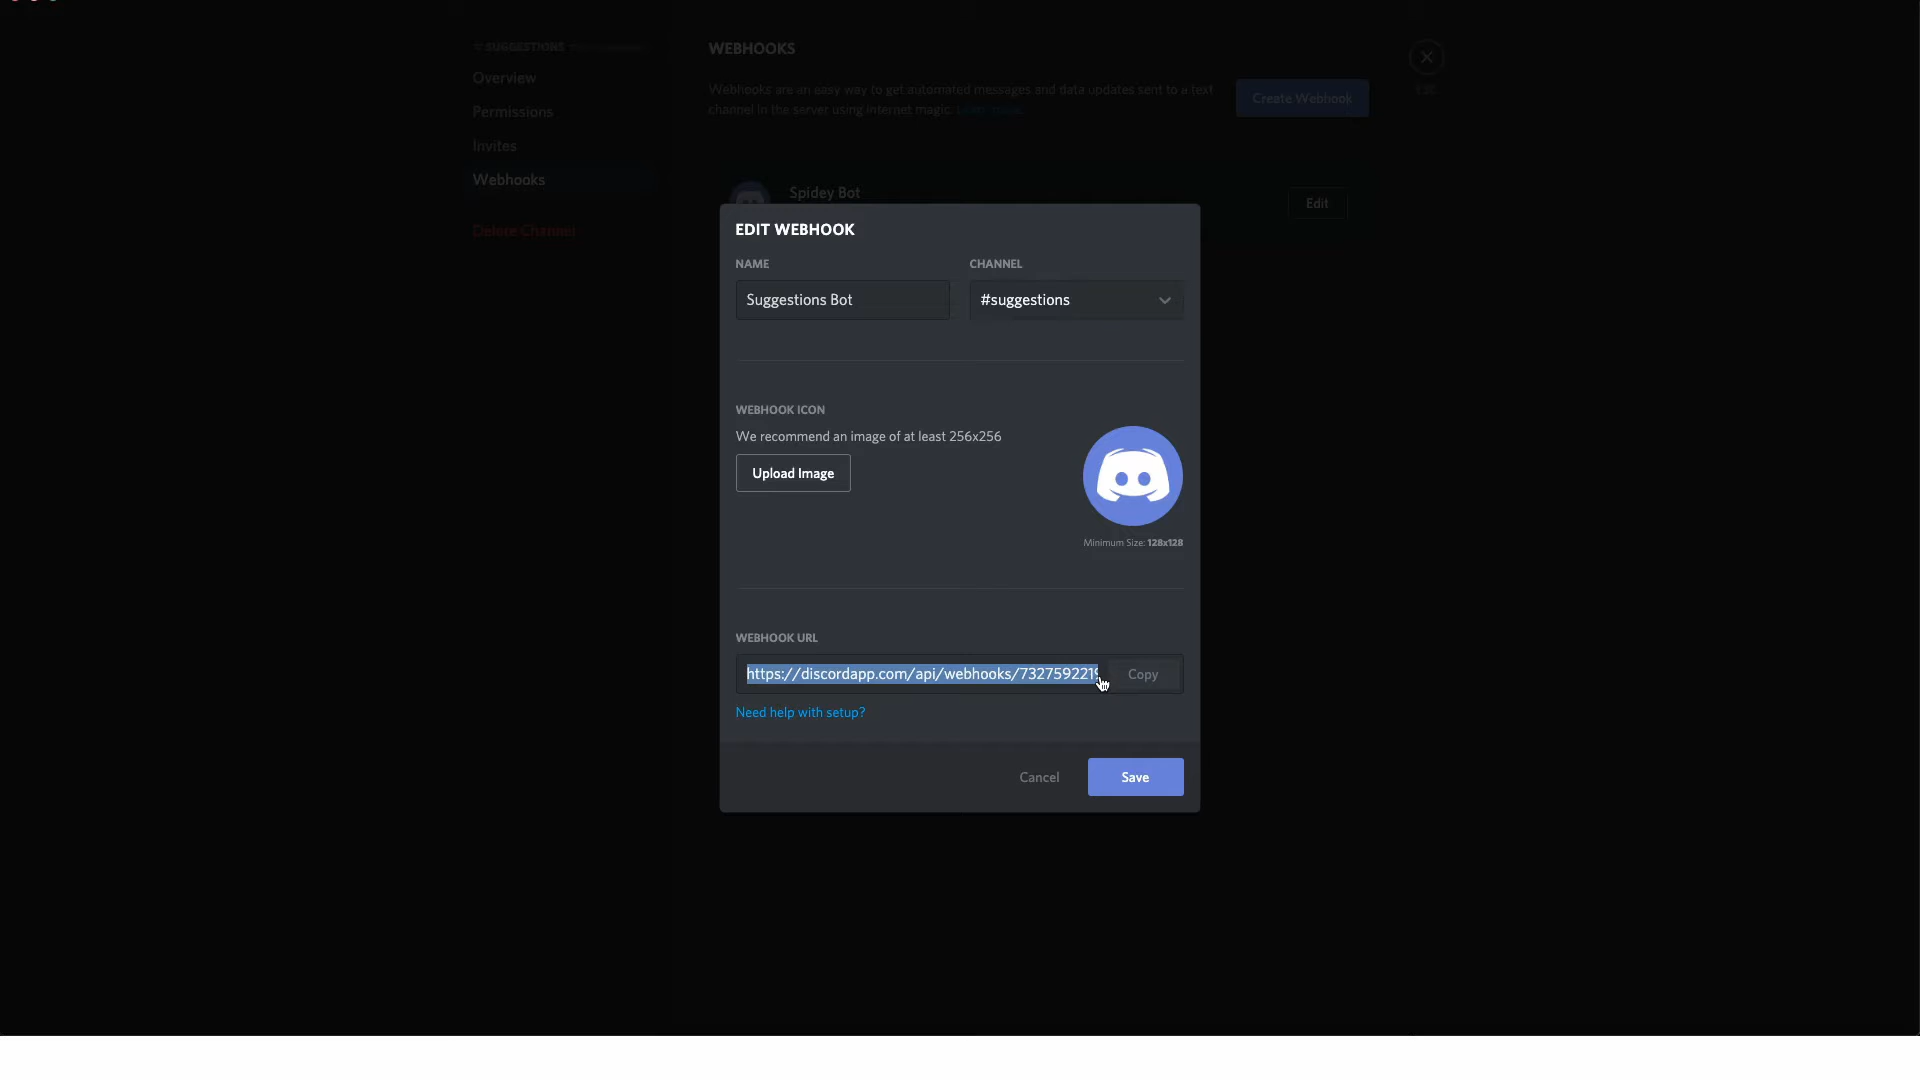 # SUGGESTIONS
WEBHOOKS
Overview
Webhooks are an easy way to get automated messages and data updates sent to a text
channel in the server using internet magic.
Create Webhook
Permissions
Invites
Webhooks
Delete Channel
Spidey Bot
Edit
EDIT WEBHOOK
NAME
CHANNEL
Suggestions Bot
#suggestions
WEBHOOK ICON
We recommend an image of at least 256x256
Upload Image
Minimum Size: 128x128
WEBHOOK URL
https://discordapp.com/api/webhooks/7327592219
Copy
Need help with setup?
Cancel
Save